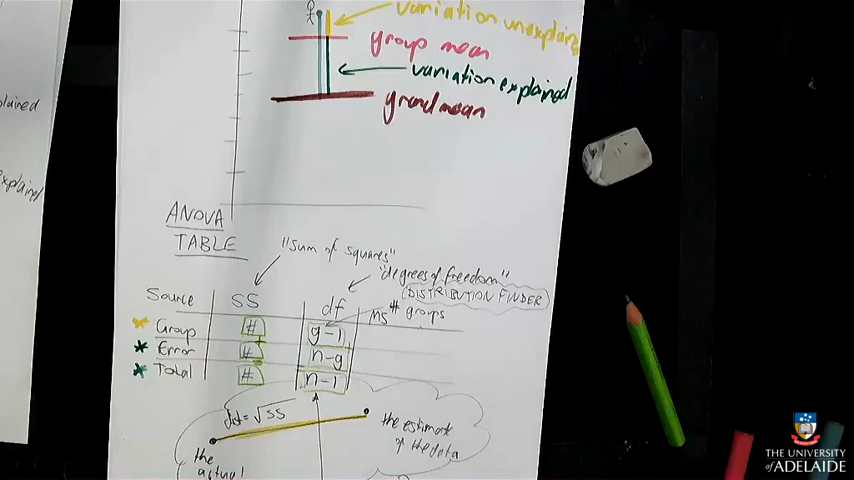 variation unexplained
group mean
variation explained
grand mean
plained
explained
ANOVA
TABLE
"Sum of squares"
"degrees of freedom"
DISTRIBUTION FINDER
Source SS df MS # groups
Group # g-1
Error # n-g
Total # n-1
dist = √SS
the estimate
of the data
the
actual
THE UNIVERSITY
of ADELAIDE